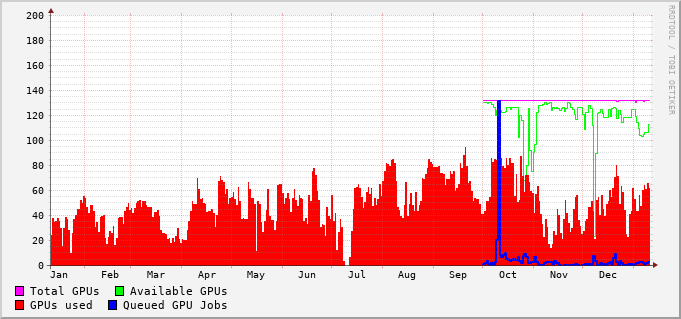 200
180
160
140
120
100
80
60
40
20
0
Jan Feb Mar Apr May Jun Jul Aug Sep Oct Nov Dec
Total GPUs Available GPUs
GPUs used Queued GPU Jobs
RRDTOOL / TOBI OETIKER